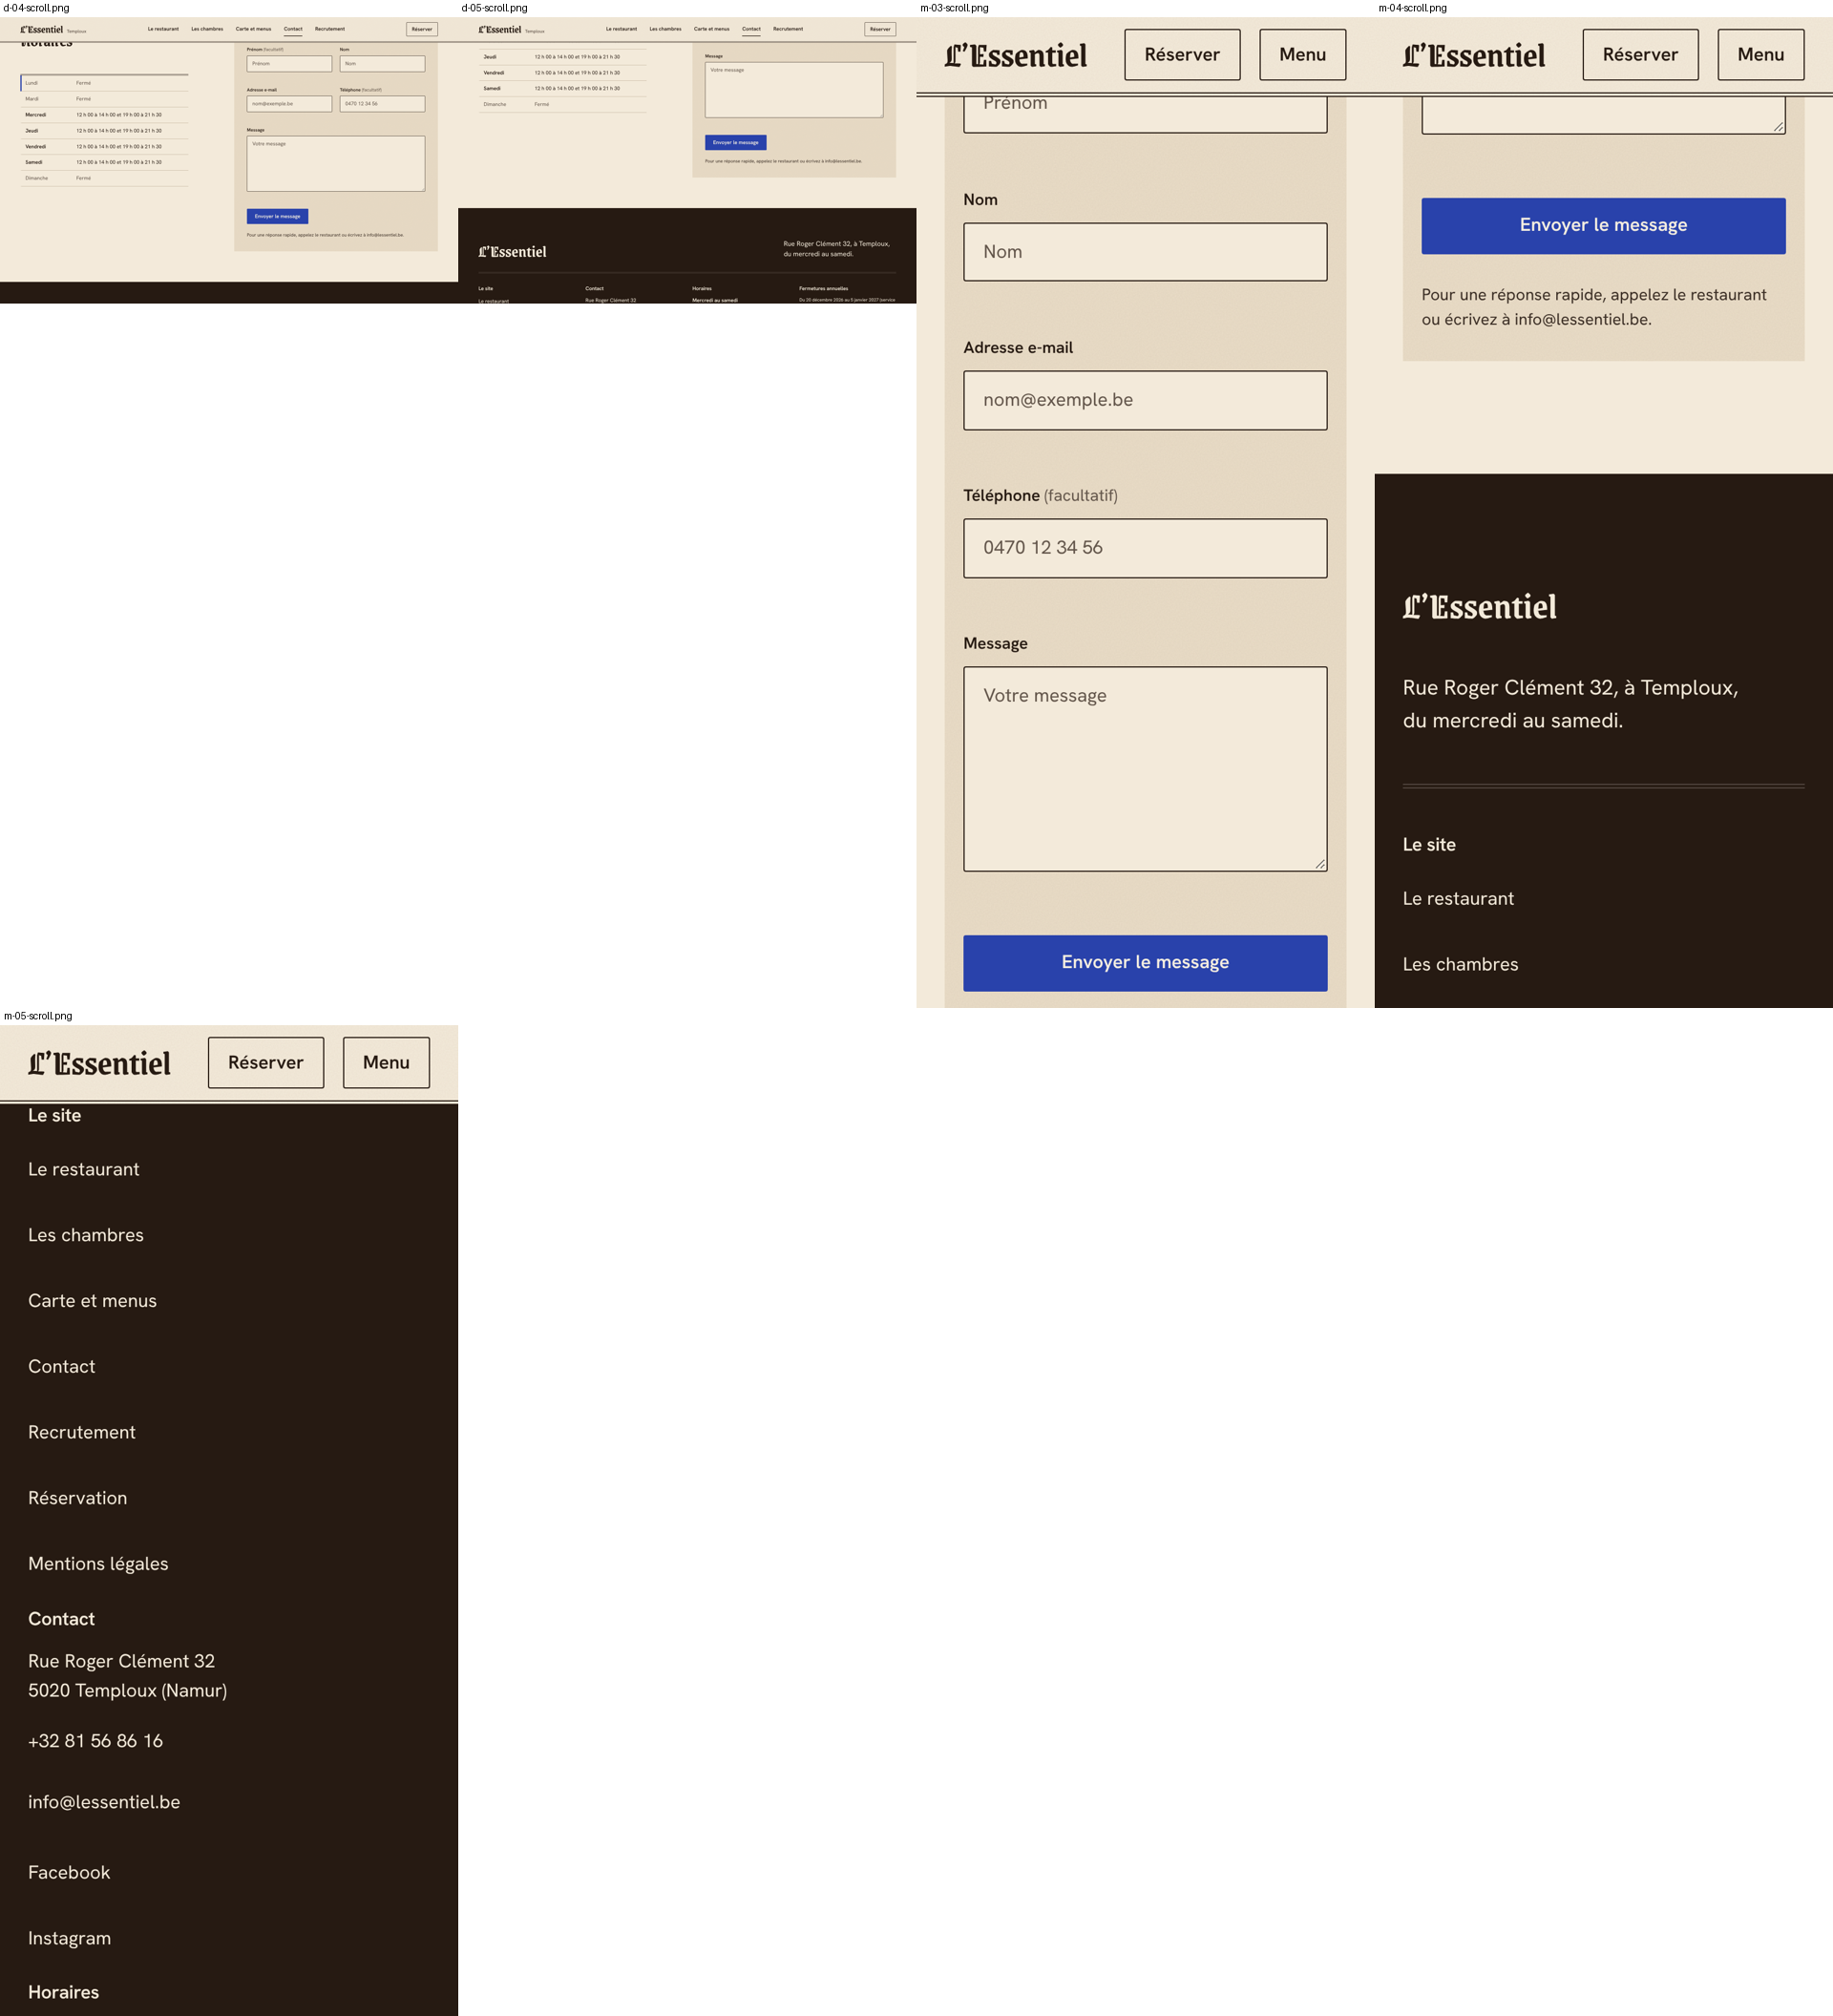 d-04-scroll.png
L'Essentiel Temploux
Le restaurant Les chambres Carte et menus Contact Recrutement
Réserver
Horaires
Lundi Fermé
Mardi Fermé
Mercredi 12 h 00 à 14 h 00 et 19 h 00 à 21 h 30
Jeudi 12 h 00 à 14 h 00 et 19 h 00 à 21 h 30
Vendredi 12 h 00 à 14 h 00 et 19 h 00 à 21 h 30
Samedi 12 h 00 à 14 h 00 et 19 h 00 à 21 h 30
Dimanche Fermé
Prénom (facultatif) Nom
Prénom Nom
Adresse e-mail Téléphone (facultatif)
nom@exemple.be 0470 12 34 56
Message
Votre message
Envoyer le message
Pour une réponse rapide, appelez le restaurant ou écrivez à info@lessentiel.be.
d-05-scroll.png
L'Essentiel Temploux
Le restaurant Les chambres Carte et menus Contact Recrutement
Réserver
Jeudi 12 h 00 à 14 h 00 et 19 h 00 à 21 h 30
Vendredi 12 h 00 à 14 h 00 et 19 h 00 à 21 h 30
Samedi 12 h 00 à 14 h 00 et 19 h 00 à 21 h 30
Dimanche Fermé
Message
Votre message
Envoyer le message
Pour une réponse rapide, appelez le restaurant ou écrivez à info@lessentiel.be.
L'Essentiel
Rue Roger Clément 32, à Temploux,
du mercredi au samedi.
Le site Contact Horaires Fermetures annuelles
Le restaurant Rue Roger Clément 32 Mercredi au samedi Du 20 décembre 2026 au 5 janvier 2027 (service
m-03-scroll.png
L'Essentiel
Réserver
Menu
Prénom
Nom
Nom
Adresse e-mail
nom@exemple.be
Téléphone (facultatif)
0470 12 34 56
Message
Votre message
Envoyer le message
m-04-scroll.png
L'Essentiel
Réserver
Menu
Envoyer le message
Pour une réponse rapide, appelez le restaurant
ou écrivez à info@lessentiel.be.
L'Essentiel
Rue Roger Clément 32, à Temploux,
du mercredi au samedi.
Le site
Le restaurant
Les chambres
m-05-scroll.png
L'Essentiel
Réserver
Menu
Le site
Le restaurant
Les chambres
Carte et menus
Contact
Recrutement
Réservation
Mentions légales
Contact
Rue Roger Clément 32
5020 Temploux (Namur)
+32 81 56 86 16
info@lessentiel.be
Facebook
Instagram
Horaires